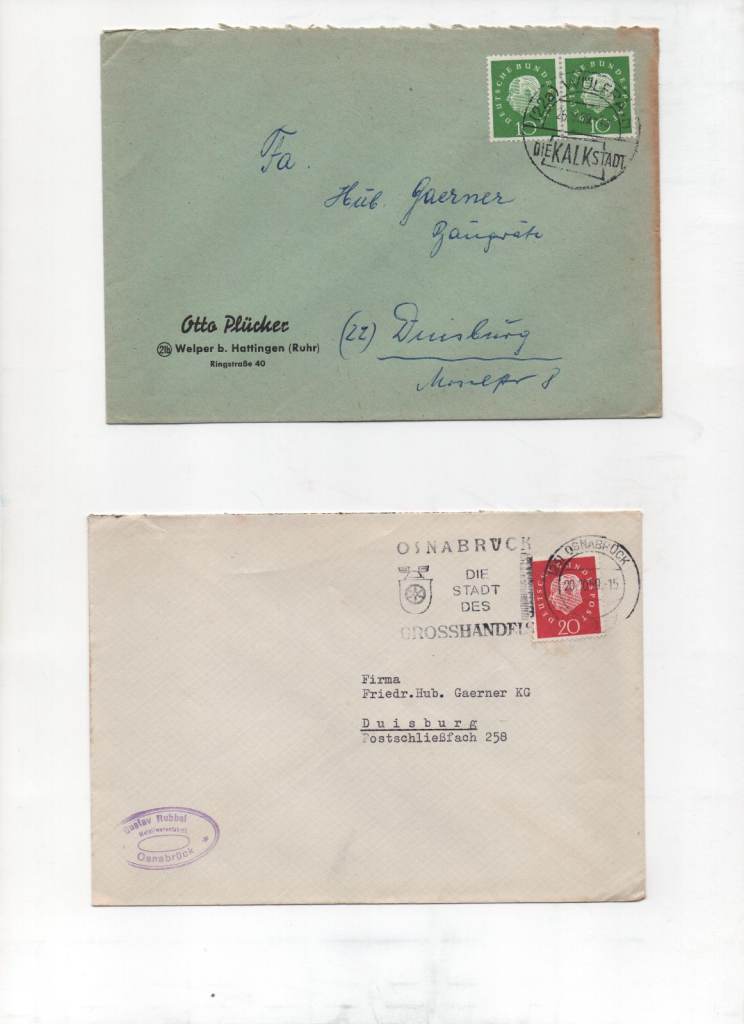 DEUTSCHE BUNDESPOST
10
10
DIE KALKSTADT.
Fa.
Hub. Gaerner
Baugeräte
(22) Duisburg
Otto Plücher
21b Welper b. Hattingen (Ruhr)
Ringstraße 40
8
OSNABRÜCK
DIE
STADT
DES
GROSSHANDELS
OSNABRÜCK
-15
DEUTSCHE BUNDESPOST
20
Firma
Friedr.Hub. Gaerner KG
Duisburg
Postschließfach 258
Gustav Rubbel
Osnabrück